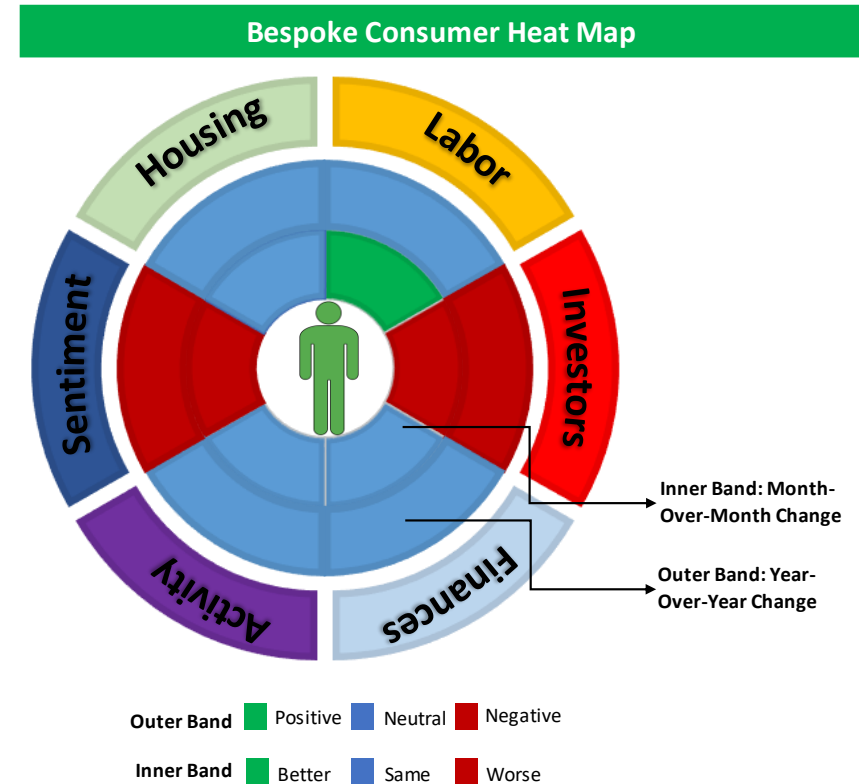 Bespoke Consumer Heat Map
Housing
Labor
Sentiment
Investors
Activity
Finances
Inner Band: Month-
Over-Month Change
Outer Band: Year-
Over-Year Change
Outer Band Positive Neutral Negative
Inner Band Better Same Worse